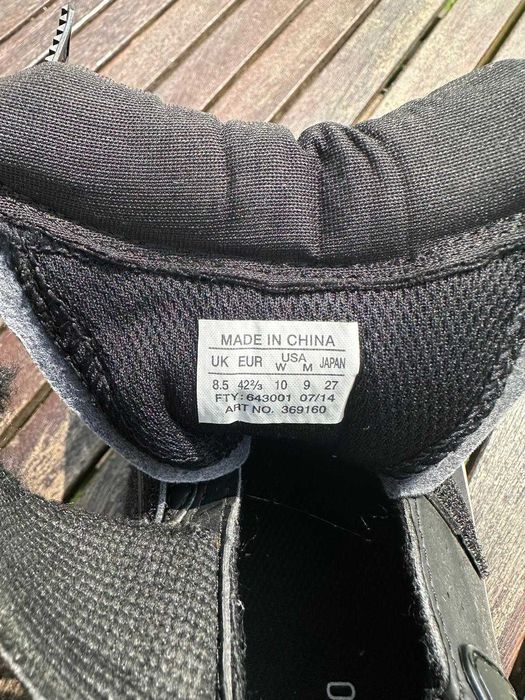 MADE IN CHINA
UK EUR USA W M JAPAN
8.5 42⅔ 10 9 27
FTY: 643001 07/14
ART NO. 369160